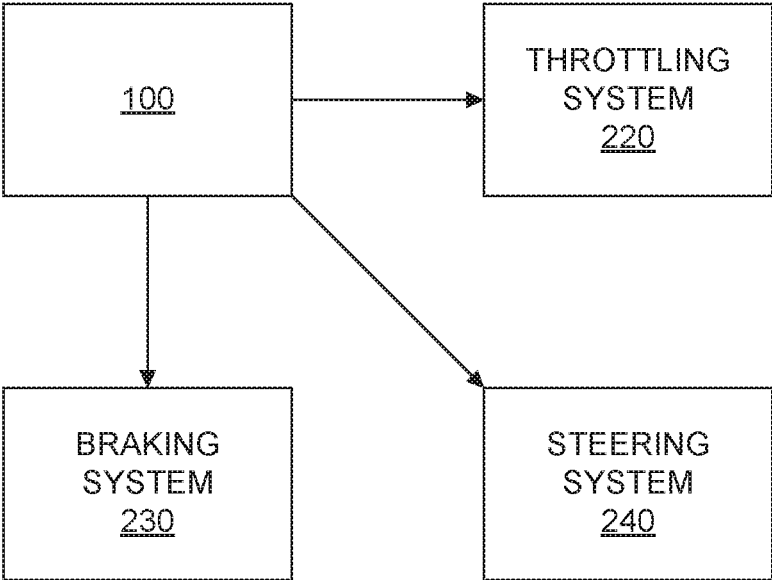 100
THROTTLING
SYSTEM
220
BRAKING
SYSTEM
230
STEERING
SYSTEM
240